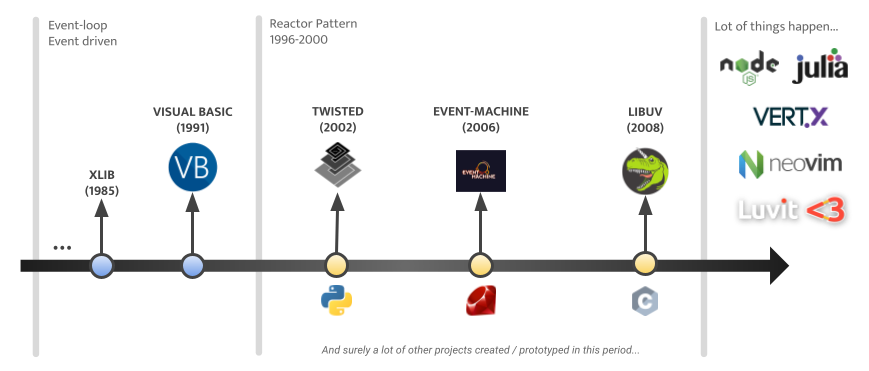 Event-loop
Event driven
Reactor Pattern
1996-2000
Lot of things happen...
node
JS
julia
VISUAL BASIC
(1991)
TWISTED
(2002)
EVENT-MACHINE
(2006)
LIBUV
(2008)
VERT.X
VB
EVENT
MACHINE
neovim
XLIB
(1985)
Luvit <3
...
C
And surely a lot of other projects created / prototyped in this period...